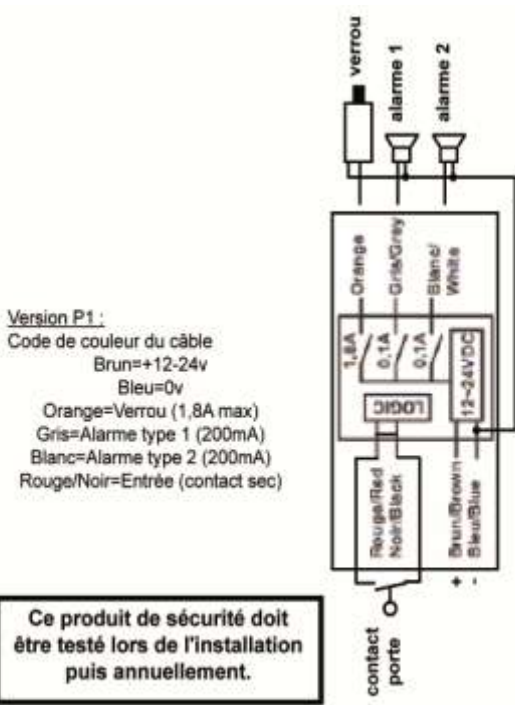 Version P1 :
Code de couleur du câble
Brun=+12-24v
Bleu=0v
Orange=Verrou (1,8A max)
Gris=Alarme type 1 (200mA)
Blanc=Alarme type 2 (200mA)
Rouge/Noir=Entrée (contact sec)
Ce produit de sécurité doit
être testé lors de l'installation
puis annuellement.
verrou
alarme 1
alarme 2
Orange
Gris/Grey
Blanc/
White
1,8A
0,1A
0,1A
LOGIC
12~24VDC
Rouge/Red
Noir/Black
Brun/Brown
Bleu/Blue
+
-
contact
porte